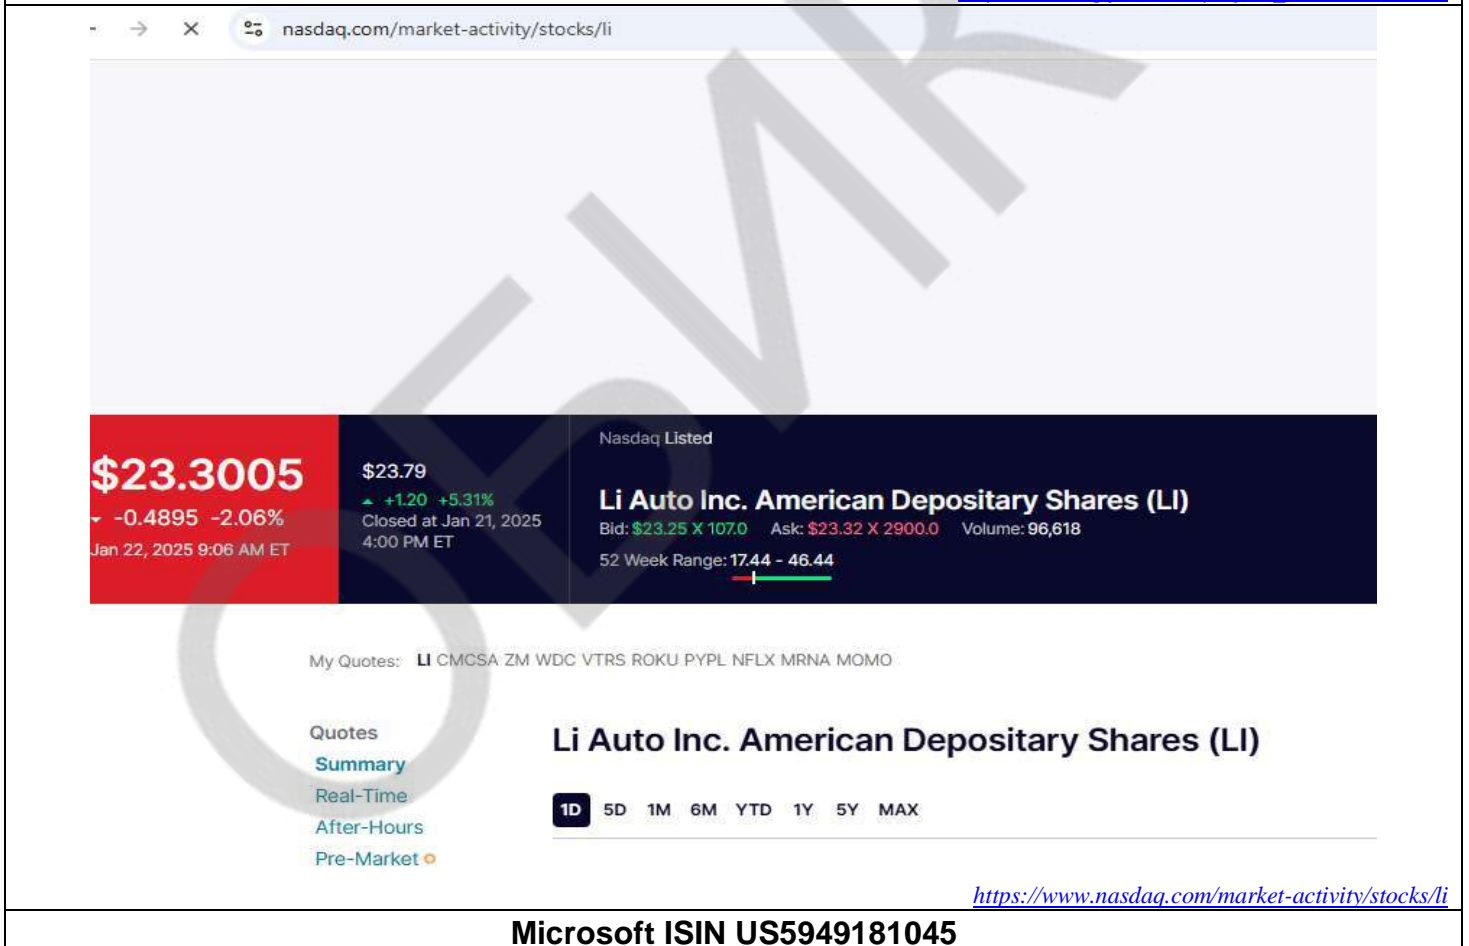 nasdaq.com/market-activity/stocks/li
$23.3005
-0.4895 -2.06%
Jan 22, 2025 9:06 AM ET
$23.79
+1.20 +5.31%
Closed at Jan 21, 2025
4:00 PM ET
Nasdaq Listed
Li Auto Inc. American Depositary Shares (LI)
Bid: $23.25 X 107.0 Ask: $23.32 X 2900.0 Volume: 96,618
52 Week Range: 17.44 - 46.44
My Quotes: LI CMCSA ZM WDC VTRS ROKU PYPL NFLX MRNA MOMO
Quotes
Summary
Real-Time
After-Hours
Pre-Market
Li Auto Inc. American Depositary Shares (LI)
1D 5D 1M 6M YTD 1Y 5Y MAX
https://www.nasdaq.com/market-activity/stocks/li
Microsoft ISIN US5949181045